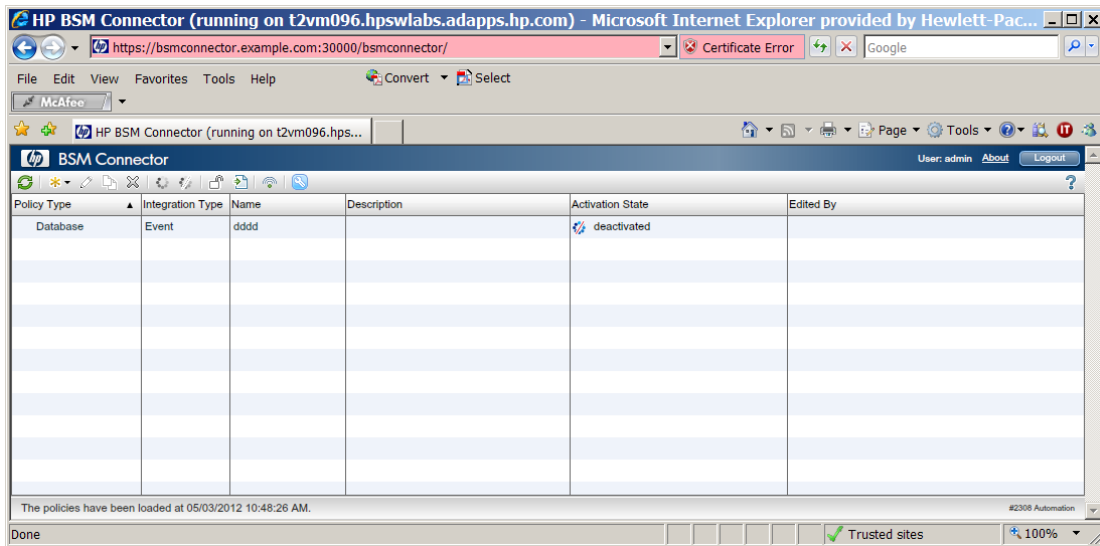 HP BSM Connector (running on t2vm096.hpswlabs.adapps.hp.com) - Microsoft Internet Explorer provided by Hewlett-Pac...
https://bsmconnector.example.com:30000/bsmconnector/ Certificate Error Google
File Edit View Favorites Tools Help Convert Select
McAfee
HP BSM Connector (running on t2vm096.hps... Page Tools
hp BSM Connector User: admin About Logout
?
Policy Type Integration Type Name Description Activation State Edited By
Database Event dddd deactivated
The policies have been loaded at 05/03/2012 10:48:26 AM. #2308 Automation
Done Trusted sites 100%